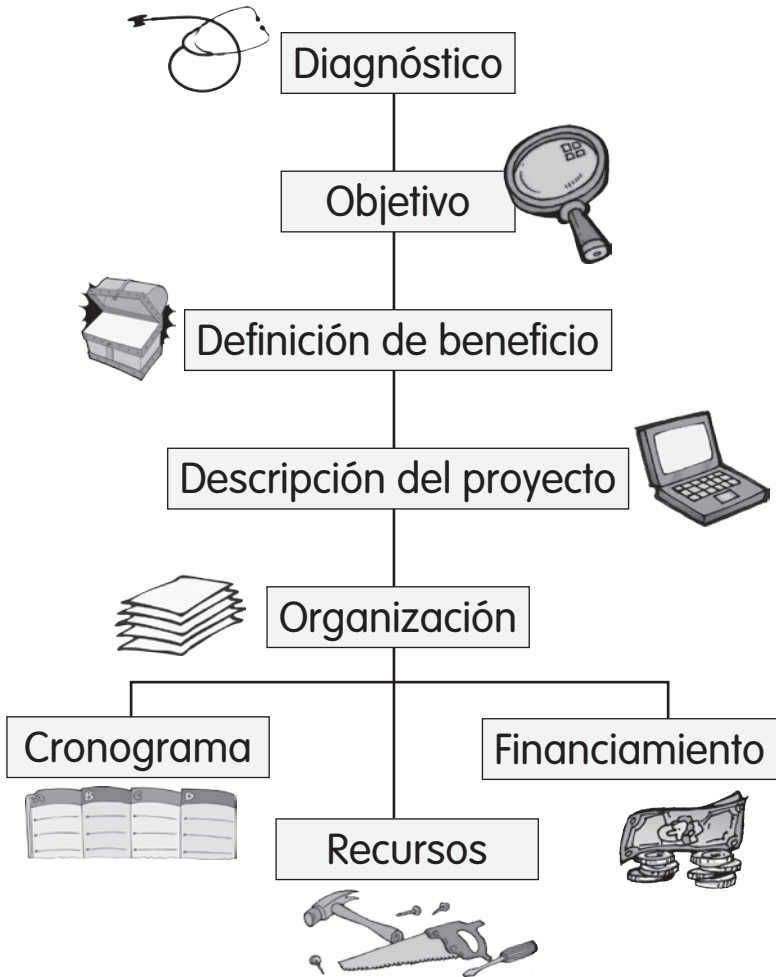 Diagnóstico
Objetivo
Definición de beneficio
Descripción del proyecto
Organización
Cronograma
Financiamiento
A B C D
Recursos